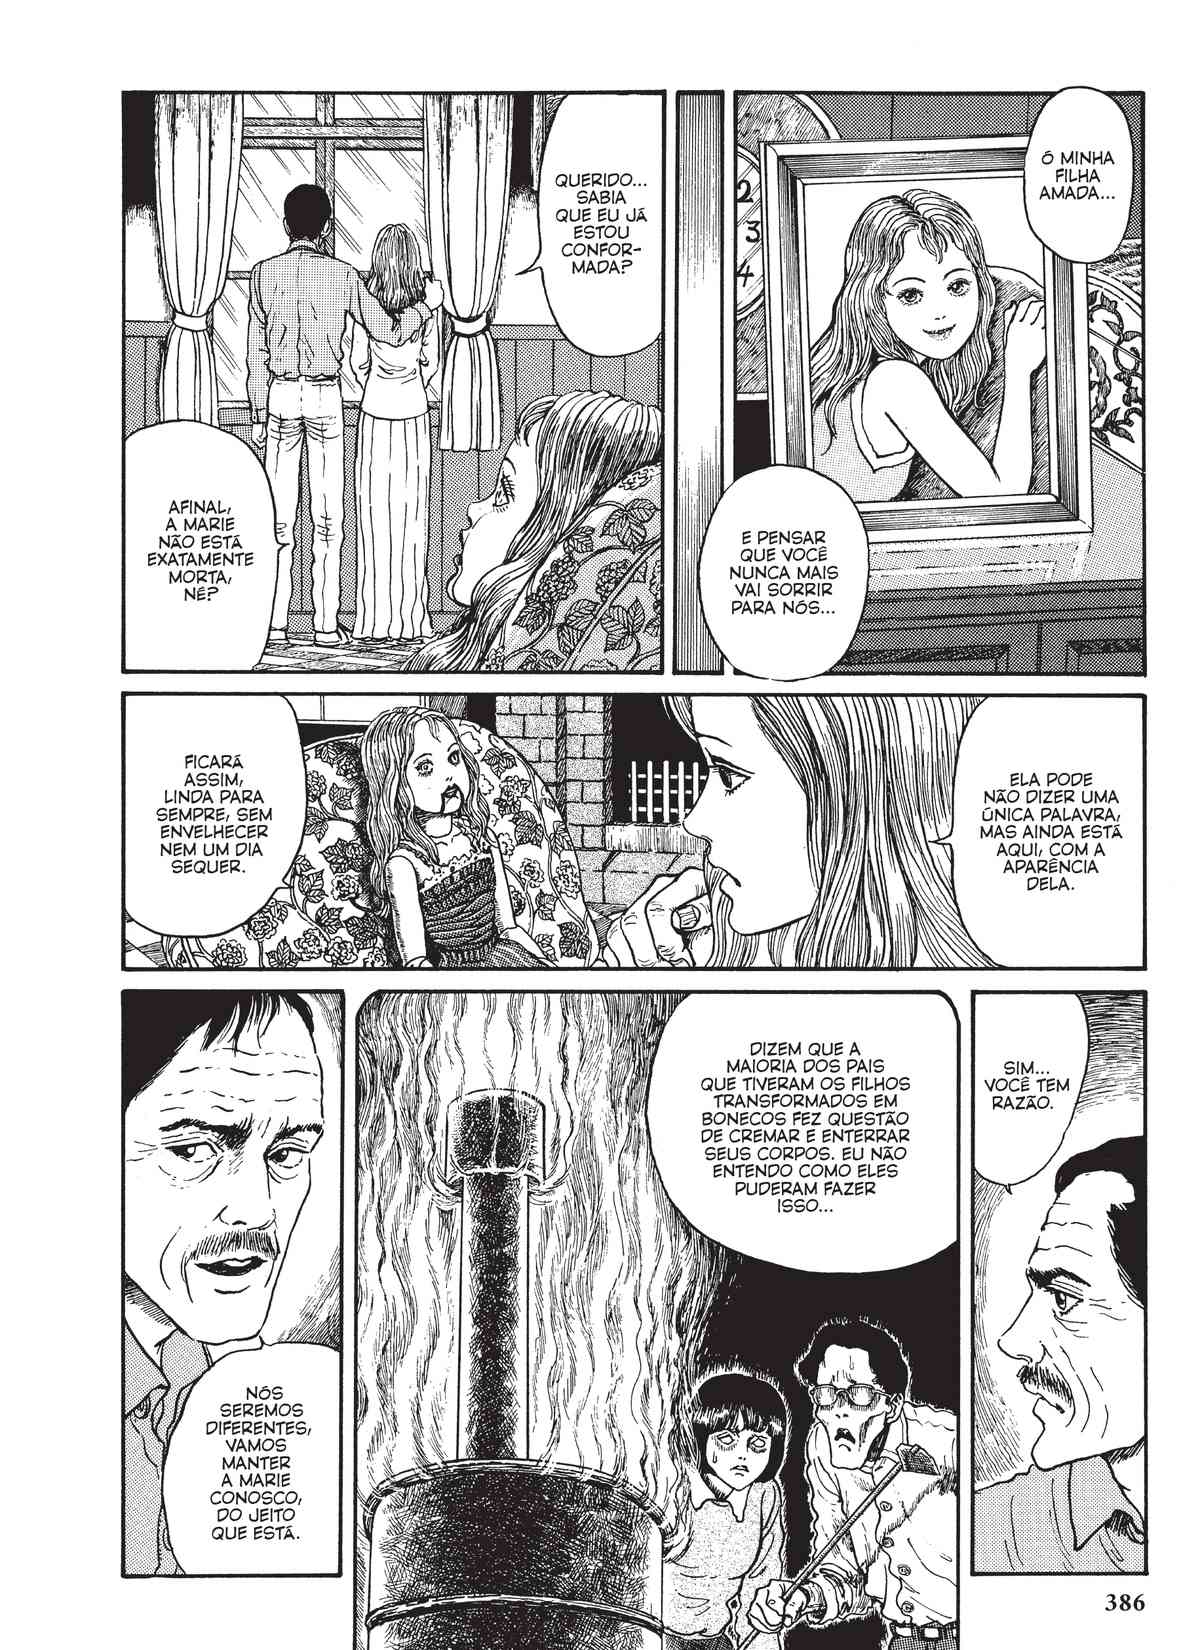 Ó MINHA
FILHA
AMADA...
2
3
4
E PENSAR
QUE VOCÊ
NUNCA MAIS
VAI SORRIR
PARA NÓS...
QUERIDO...
SABIA
QUE EU JÁ
ESTOU
CONFOR-
MADA?
AFINAL,
A MARIE
NÃO ESTÁ
EXATAMENTE
MORTA,
NÉ?
ELA PODE
NÃO DIZER UMA
ÚNICA PALAVRA,
MAS AINDA ESTÁ
AQUI, COM A
APARÊNCIA
DELA.
FICARÁ
ASSIM,
LINDA PARA
SEMPRE, SEM
ENVELHECER
NEM UM DIA
SEQUER.
SIM...
VOCÊ TEM
RAZÃO.
DIZEM QUE A
MAIORIA DOS PAIS
QUE TIVERAM OS FILHOS
TRANSFORMADOS EM
BONECOS FEZ QUESTÃO
DE CREMAR E ENTERRAR
SEUS CORPOS. EU NÃO
ENTENDO COMO ELES
PUDERAM FAZER
ISSO...
NÓS
SEREMOS
DIFERENTES,
VAMOS
MANTER
A MARIE
CONOSCO,
DO JEITO
QUE ESTÁ.
386